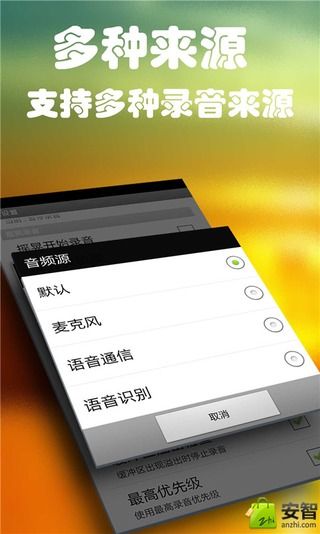 多种来源
支持多种录音来源
设置
摇晃开始录音
音频源
默认
麦克风
语音通信
语音识别
取消
缓冲区出现溢出时停止录音
最高优先级
使用最高录音优先级
安智
zhi
anzhi.com